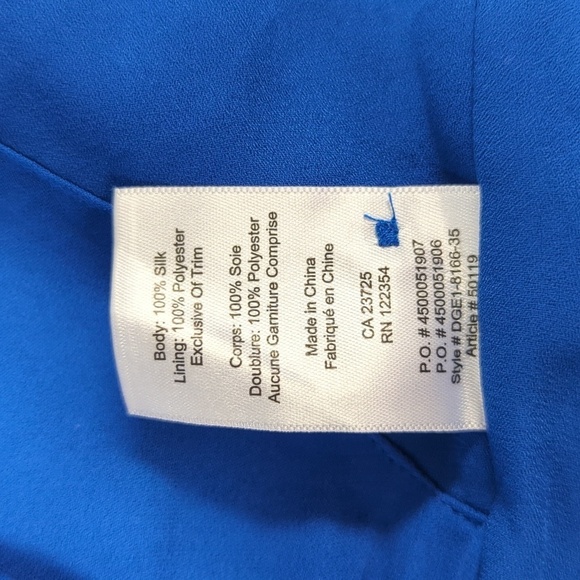 Body: 100% Silk
Lining: 100% Polyester
Exclusive Of Trim
Corps: 100% Soie
Doublure: 100% Polyester
Aucune Garniture Comprise
Made in China
Fabriqué en Chine
CA 23725
RN 122354
P.O. # 4500051907
P.O. # 4500051906
Style # DGE1-8166-35
Article # 50119